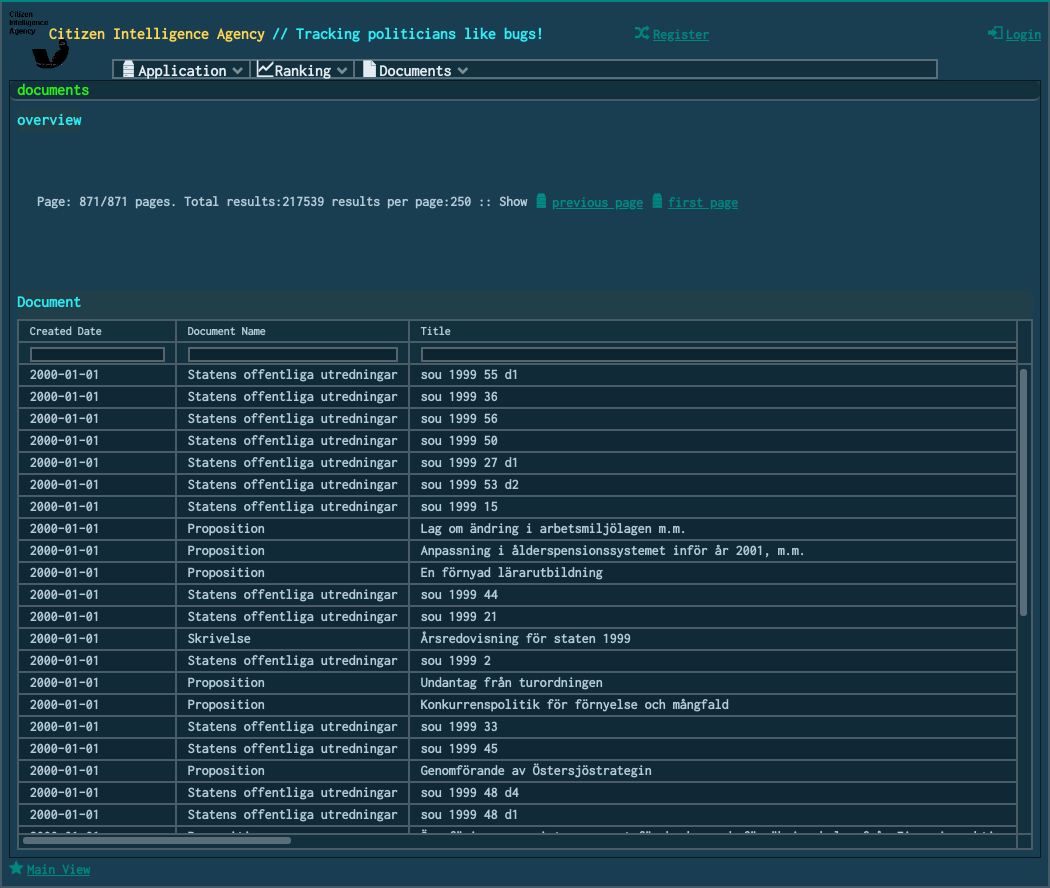 Citizen
Intelligence
Agency
Citizen Intelligence Agency // Tracking politicians like bugs!
Register
Login
Application
Ranking
Documents
documents
overview
Page: 871/871 pages. Total results:217539 results per page:250 :: Show previous page first page
Document
Created Date Document Name Title
2000-01-01 Statens offentliga utredningar sou 1999 55 d1
2000-01-01 Statens offentliga utredningar sou 1999 36
2000-01-01 Statens offentliga utredningar sou 1999 56
2000-01-01 Statens offentliga utredningar sou 1999 50
2000-01-01 Statens offentliga utredningar sou 1999 27 d1
2000-01-01 Statens offentliga utredningar sou 1999 53 d2
2000-01-01 Statens offentliga utredningar sou 1999 15
2000-01-01 Proposition Lag om ändring i arbetsmiljölagen m.m.
2000-01-01 Proposition Anpassning i ålderspensionssystemet inför år 2001, m.m.
2000-01-01 Proposition En förnyad lärarutbildning
2000-01-01 Statens offentliga utredningar sou 1999 44
2000-01-01 Statens offentliga utredningar sou 1999 21
2000-01-01 Skrivelse Årsredovisning för staten 1999
2000-01-01 Statens offentliga utredningar sou 1999 2
2000-01-01 Proposition Undantag från turordningen
2000-01-01 Proposition Konkurrenspolitik för förnyelse och mångfald
2000-01-01 Statens offentliga utredningar sou 1999 33
2000-01-01 Statens offentliga utredningar sou 1999 45
2000-01-01 Proposition Genomförande av Östersjöstrategin
2000-01-01 Statens offentliga utredningar sou 1999 48 d4
2000-01-01 Statens offentliga utredningar sou 1999 48 d1
Main View